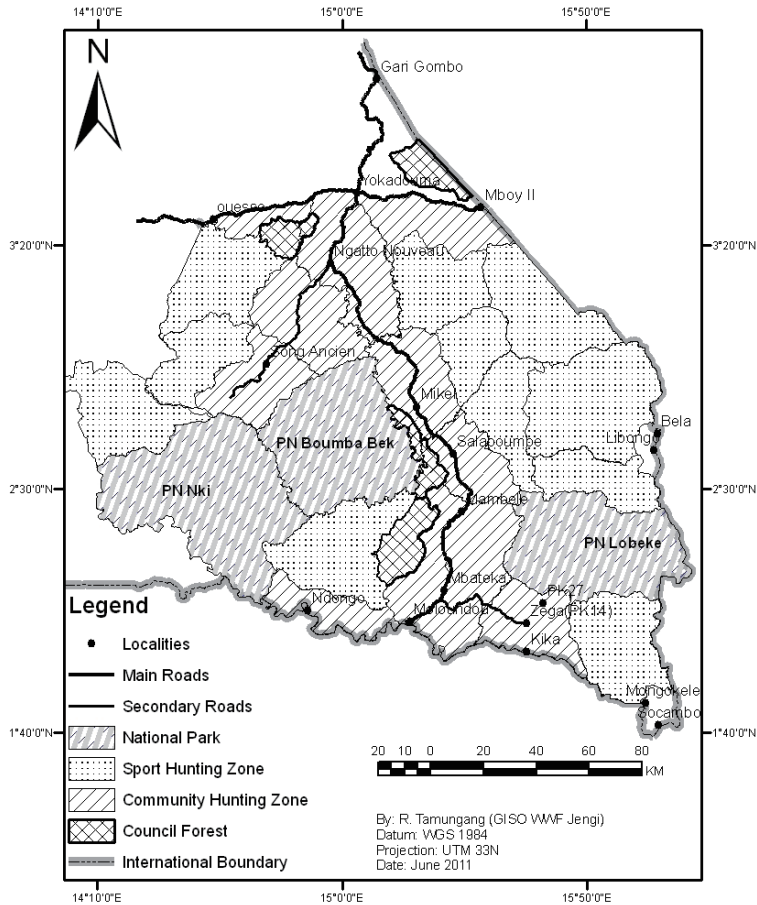 14°10'0"E 15°0'0"E 15°50'0"E
N
Gari Gombo
Yokadouma
Mboy II
ouesso
3°20'0"N 3°20'0"N
Ngatto Nouveau
Song Ancien
Mikel
Bela
PN Boumba Bek
Salaboumbe
Libongo
PN Nki
2°30'0"N 2°30'0"N
Mambele
PN Lobeke
Mbateka
PK27
Ndongo
Moloundou
Zega(PK14)
Kika
Mongokele
Socambo
1°40'0"N 1°40'0"N
Legend
Localities
Main Roads
Secondary Roads
National Park
Sport Hunting Zone
Community Hunting Zone
Council Forest
International Boundary
20 10 0 20 40 60 80
KM
By: R. Tamungang (GISO WWF Jengi)
Datum: WGS 1984
Projection: UTM 33N
Date: June 2011
14°10'0"E 15°0'0"E 15°50'0"E